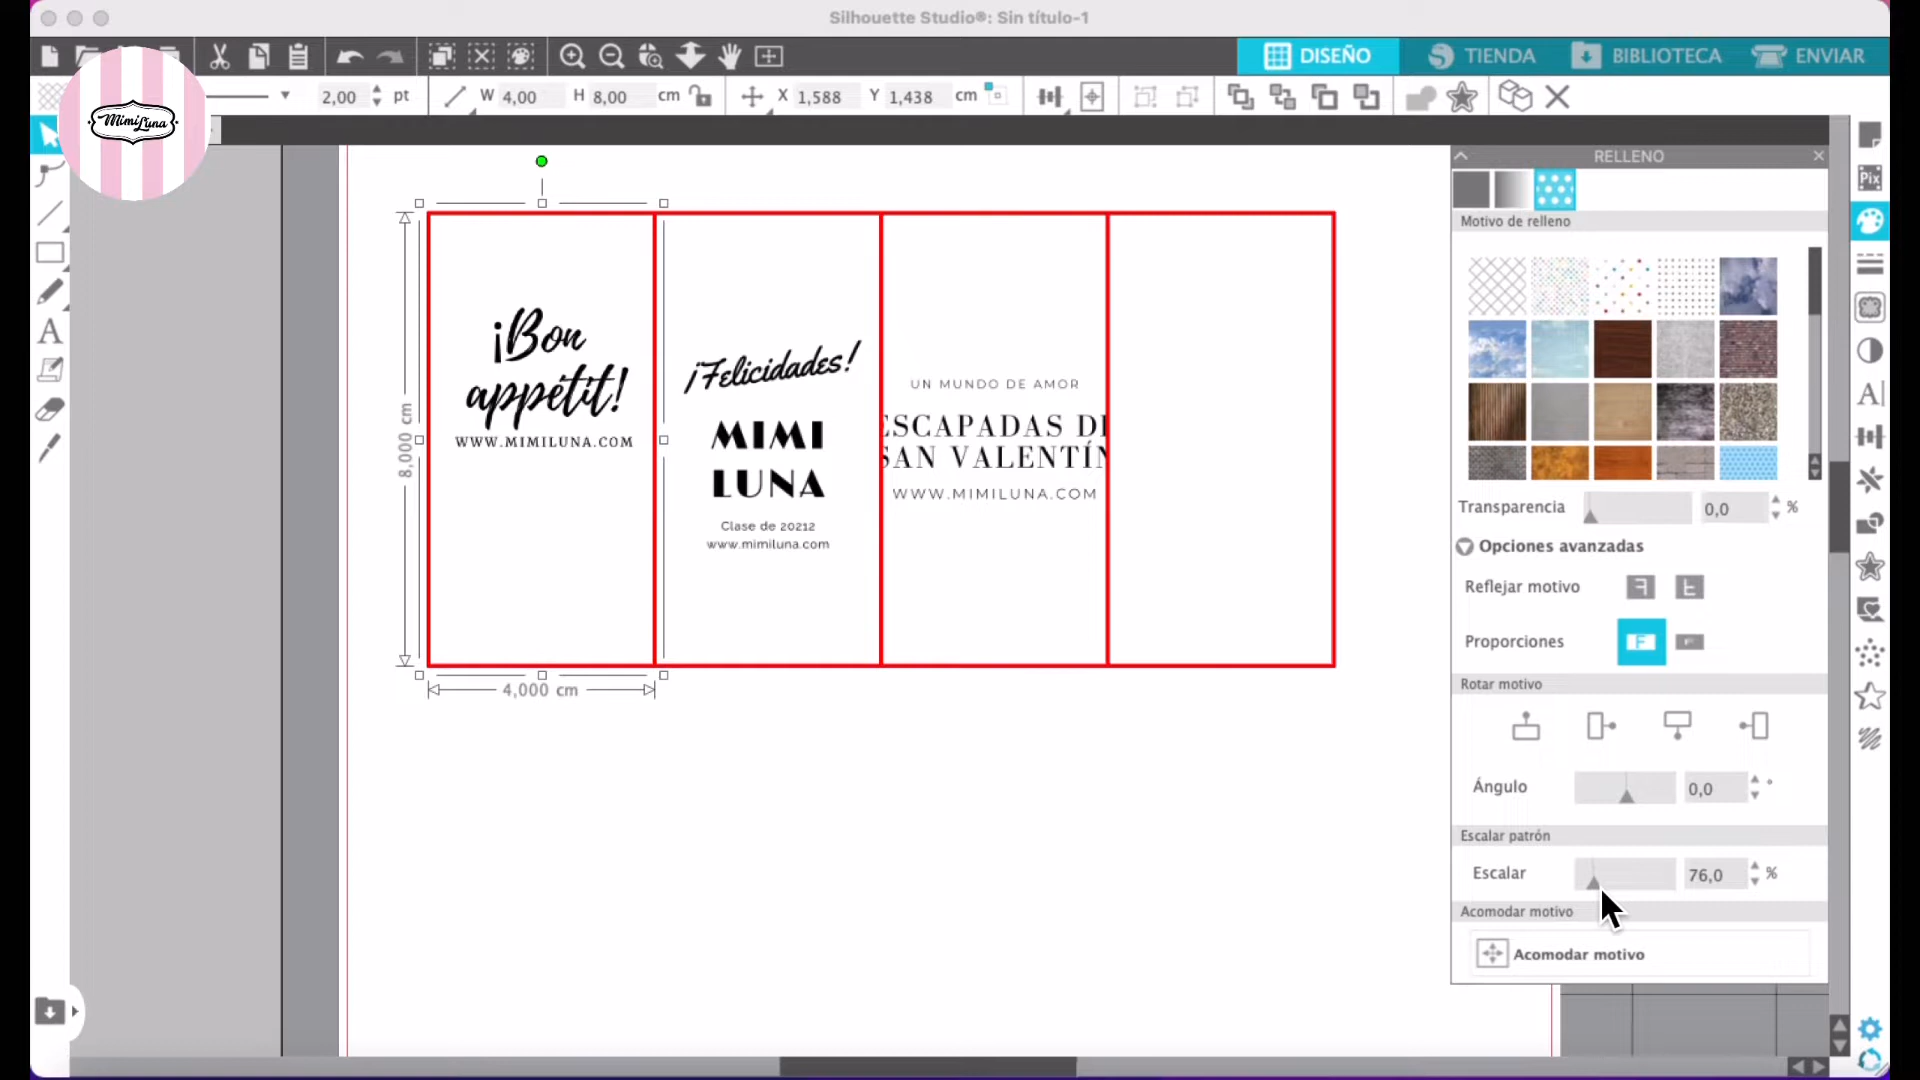 Silhouette Studio®: Sin título-1
DISEÑO
TIENDA
BIBLIOTECA
ENVIAR
2,00
pt
W 4,00
H 8,00
cm
X 1,588
Y 1,438
cm
MimiLuna
RELLENO
Pix
Motivo de relleno
¡Bon
appétit!
WWW.MIMILUNA.COM
¡Felicidades!
MIMI
LUNA
Clase de 20212
www.mimiluna.com
UN MUNDO DE AMOR
ESCAPADAS DE
SAN VALENTÍN
WWW.MIMILUNA.COM
8,000 cm
4,000 cm
Transparencia
0,0
%
Opciones avanzadas
Reflejar motivo
Proporciones
Rotar motivo
Ángulo
0,0
°
Escalar patrón
Escalar
76,0
%
Acomodar motivo
Acomodar motivo